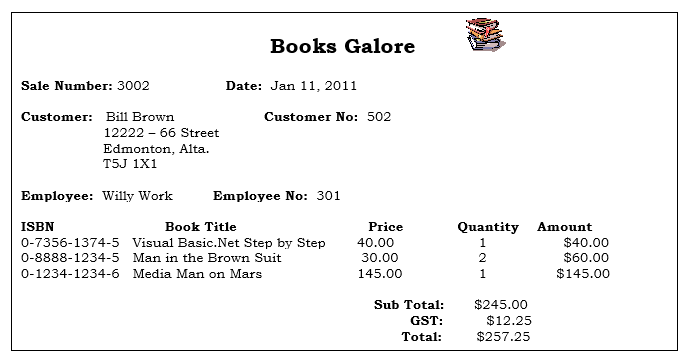 Books Galore
Sale Number: 3002 Date: Jan 11, 2011
Customer: Bill Brown Customer No: 502
12222 – 66 Street
Edmonton, Alta.
T5J 1X1
Employee: Willy Work Employee No: 301
ISBN Book Title Price Quantity Amount
0-7356-1374-5 Visual Basic.Net Step by Step 40.00 1 $40.00
0-8888-1234-5 Man in the Brown Suit 30.00 2 $60.00
0-1234-1234-6 Media Man on Mars 145.00 1 $145.00
Sub Total: $245.00
GST: $12.25
Total: $257.25